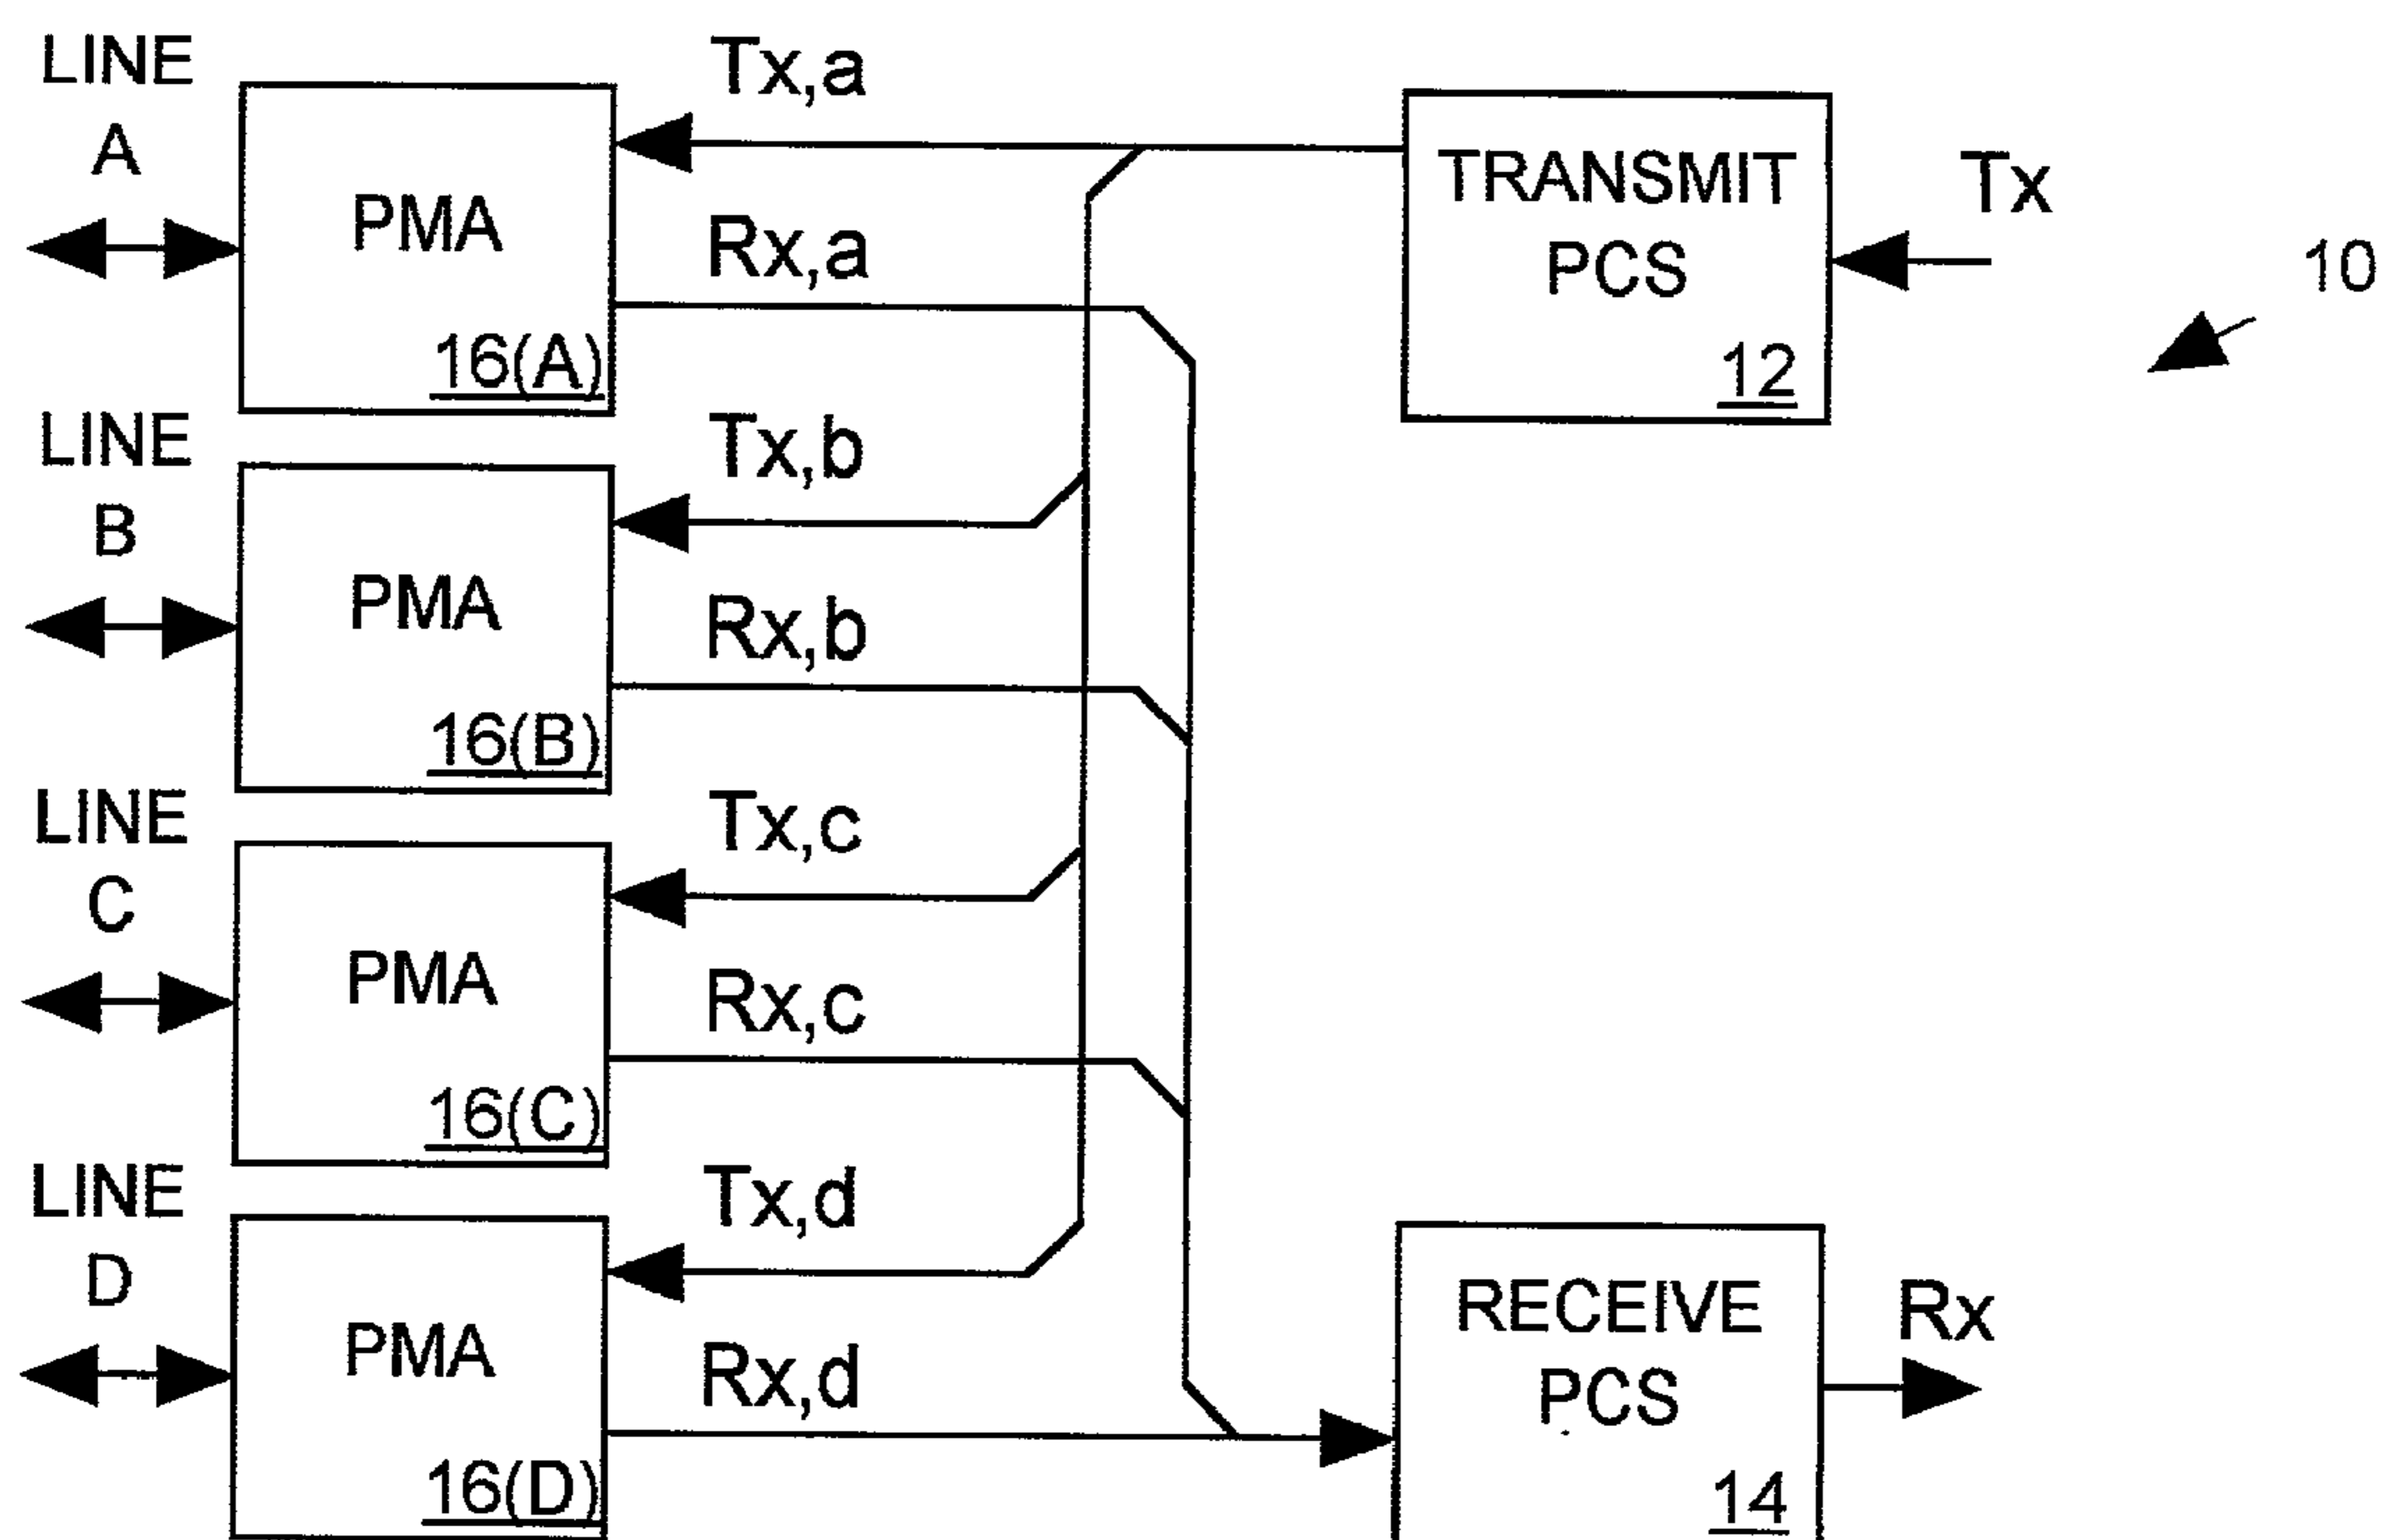 LINE
A
PMA
16(A)
Tx,a
Rx,a
TRANSMIT
PCS
12
Tx
10
LINE
B
PMA
16(B)
Tx,b
Rx,b
LINE
C
PMA
16(C)
Tx,c
Rx,c
LINE
D
PMA
16(D)
Tx,d
Rx,d
RECEIVE
PCS
14
Rx